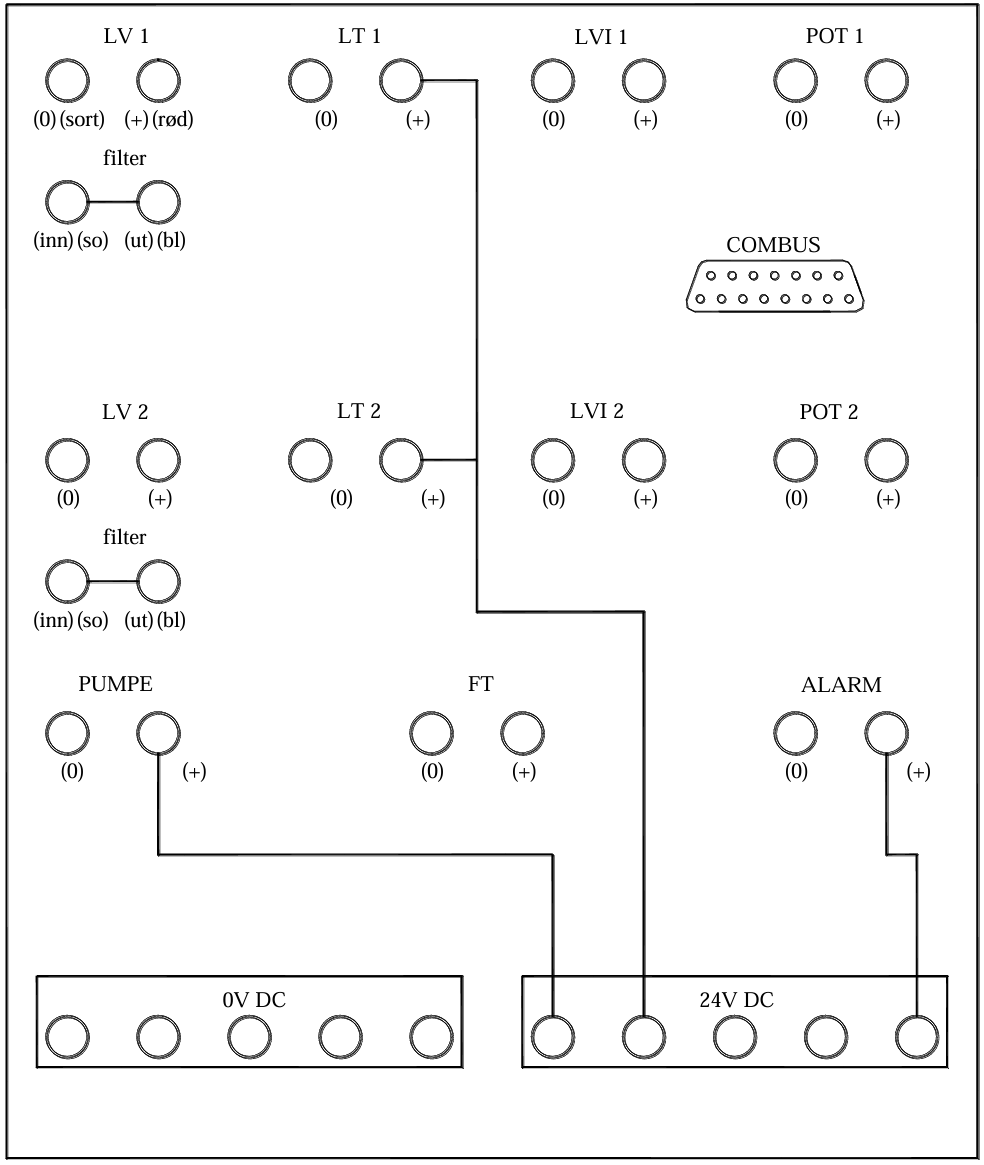 LV 1 LT 1 LVI 1 POT 1
(0) (sort) (+) (rød) (0) (+) (0) (+) (0) (+)
filter
(inn) (so) (ut) (bl)
COMBUS
LV 2 LT 2 LVI 2 POT 2
(0) (+) (0) (+) (0) (+) (0) (+)
filter
(inn) (so) (ut) (bl)
PUMPE FT ALARM
(0) (+) (0) (+) (0) (+)
0V DC 24V DC